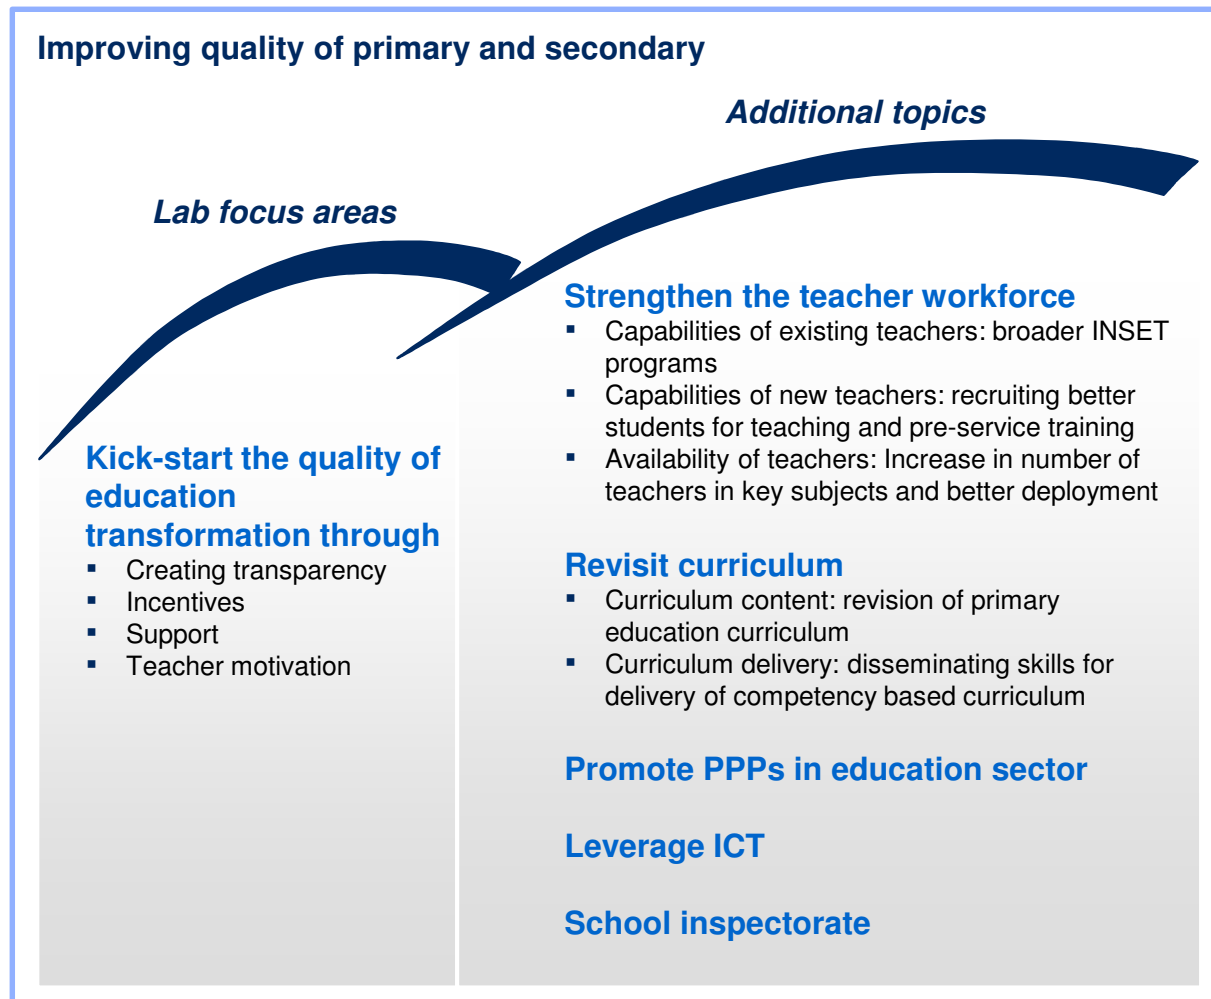 Improving quality of primary and secondary
Lab focus areas
Kick-start the quality of
education
transformation through
▪ Creating transparency
▪ Incentives
▪ Support
▪ Teacher motivation
Additional topics
Strengthen the teacher workforce
▪ Capabilities of existing teachers: broader INSET
programs
▪ Capabilities of new teachers: recruiting better
students for teaching and pre-service training
▪ Availability of teachers: Increase in number of
teachers in key subjects and better deployment
Revisit curriculum
▪ Curriculum content: revision of primary
education curriculum
▪ Curriculum delivery: disseminating skills for
delivery of competency based curriculum
Promote PPPs in education sector
Leverage ICT
School inspectorate